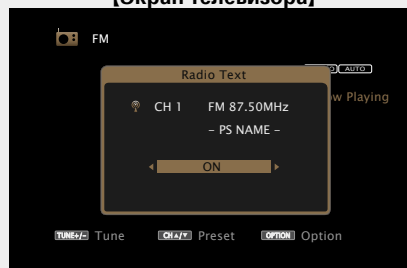 【Экран телевизора】
FM
Radio Text
AUTO
CH 1 FM 87.50MHz
w Playing
– PS NAME –
ON
TUNE+/– Tune CH▲/▼ Preset OPTION Option